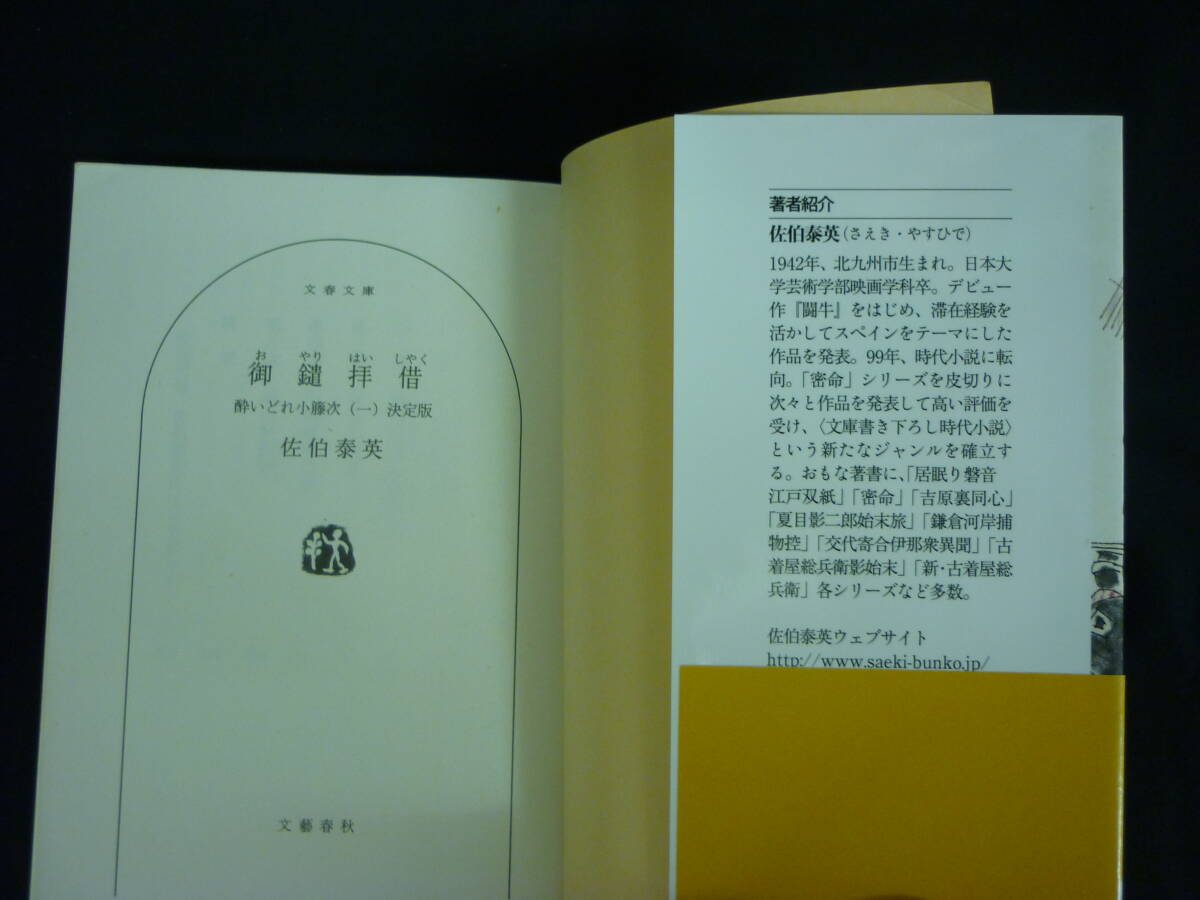 文春文庫
お やり はい しゃく
御鑓拝借
酔いどれ小籐次（一）決定版
佐伯泰英
文藝春秋
著者紹介
佐伯泰英（さえき・やすひで）
1942年、北九州市生まれ。日本大
学芸術学部映画学科卒。デビュー
作『闘牛』をはじめ、滞在経験を
活かしてスペインをテーマにした
作品を発表。99年、時代小説に転
向。「密命」シリーズを皮切りに
次々と作品を発表して高い評価を
受け、〈文庫書き下ろし時代小説〉
という新たなジャンルを確立す
る。おもな著書に、「居眠り磐音
江戸双紙」「密命」「吉原裏同心」
「夏目影二郎始末旅」「鎌倉河岸捕
物控」「交代寄合伊那衆異聞」「古
着屋総兵衛影始末」「新・古着屋総
兵衛」各シリーズなど多数。
佐伯泰英ウェブサイト
http://www.saeki-bunko.jp/